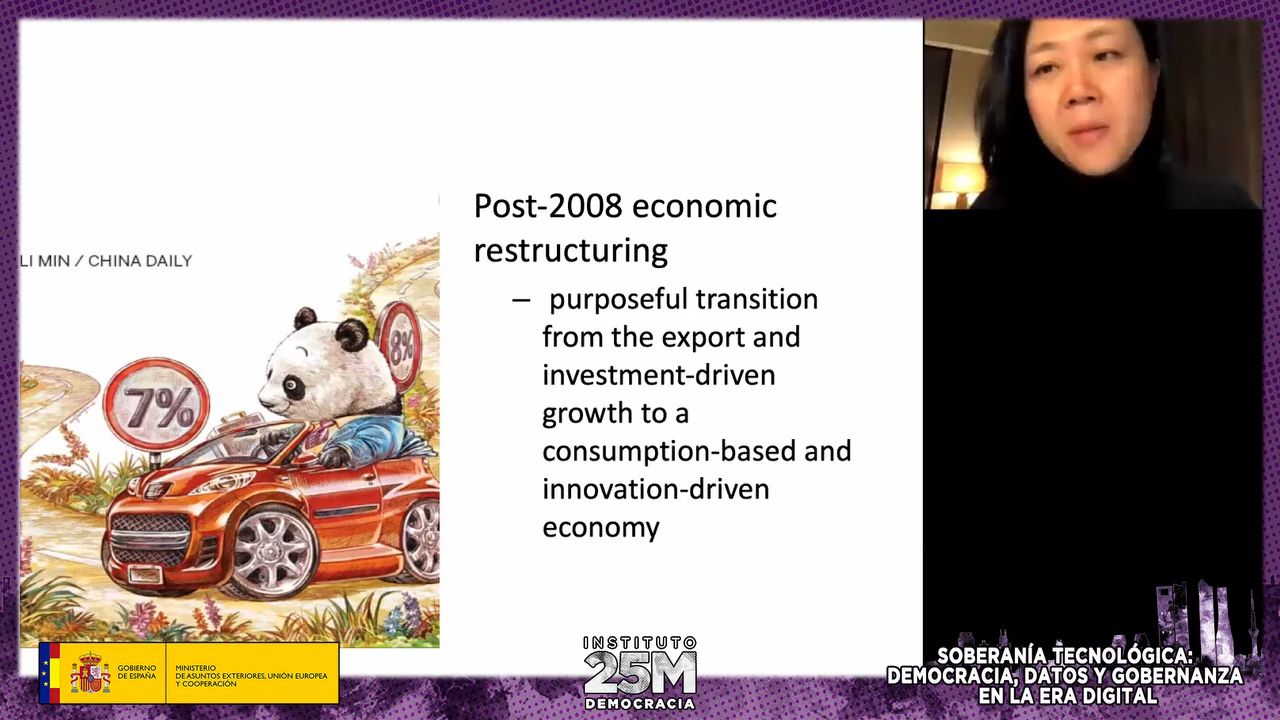 Post-2008 economic
restructuring
– purposeful transition
from the export and
investment-driven
growth to a
consumption-based and
innovation-driven
economy
LI MIN / CHINA DAILY
7%
8%
GOBIERNO
DE ESPAÑA
MINISTERIO
DE ASUNTOS EXTERIORES, UNIÓN EUROPEA
Y COOPERACIÓN
INSTITUTO
25M
DEMOCRACIA
SOBERANÍA TECNOLÓGICA:
DEMOCRACIA, DATOS Y GOBERNANZA
EN LA ERA DIGITAL